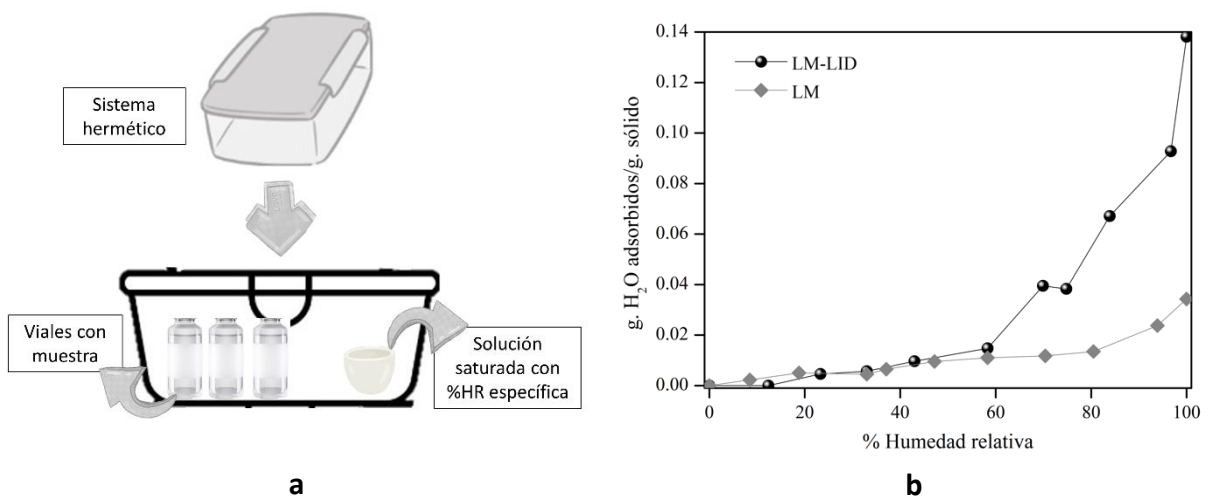 Sistema
hermético
Viales con
muestra
Solución
saturada con
%HR específica
a
g. H₂O adsorbidos/g. sólido
0.14
0.12
0.10
0.08
0.06
0.04
0.02
0.00
LM-LID
LM
0
20
40
60
80
100
% Humedad relativa
b